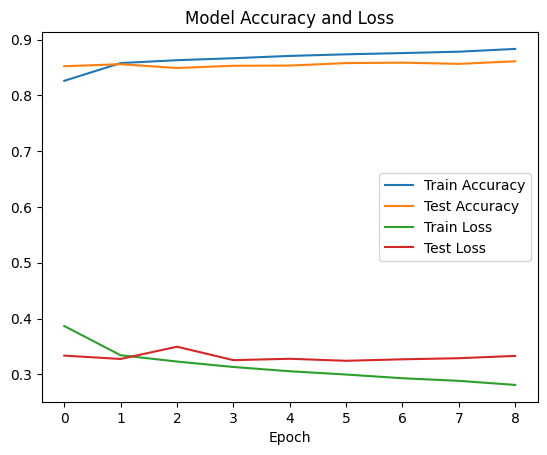 Model Accuracy and Loss
0.9
0.8
0.7
0.6
0.5
0.4
0.3
Train Accuracy
Test Accuracy
Train Loss
Test Loss
0 1 2 3 4 5 6 7 8
Epoch